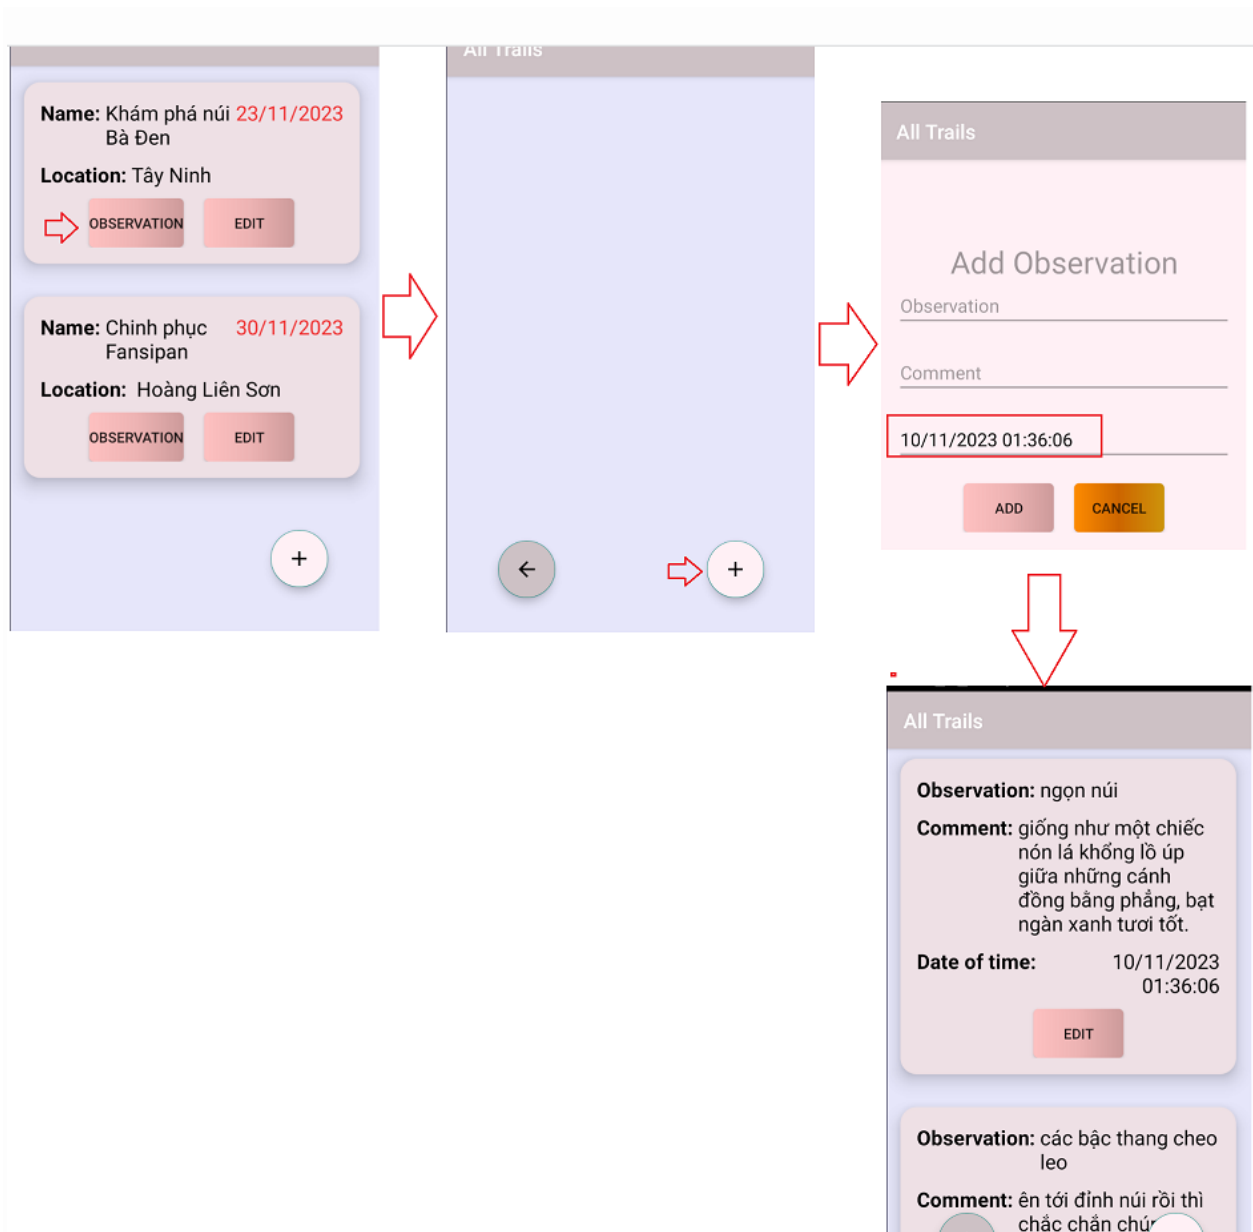 Name: Khám phá núi 23/11/2023
Bà Đen
Location: Tây Ninh
OBSERVATION EDIT
Name: Chinh phục 30/11/2023
Fansipan
Location: Hoàng Liên Sơn
OBSERVATION EDIT
+
All Trails
+
All Trails
Add Observation
Observation
Comment
10/11/2023 01:36:06
ADD CANCEL
All Trails
Observation: ngọn núi
Comment: giống như một chiếc
nón lá khổng lồ úp
giữa những cánh
đồng bằng phẳng, bạt
ngàn xanh tươi tốt.
Date of time: 10/11/2023
01:36:06
EDIT
Observation: các bậc thang cheo
leo
Comment: ên tới đỉnh núi rồi thì
chắc chắn